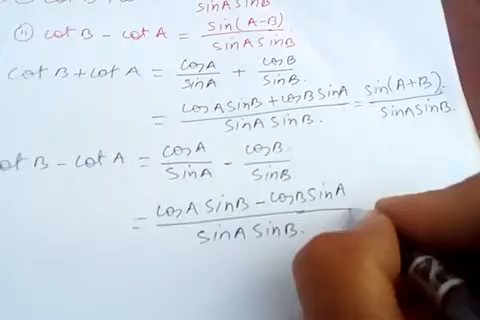 sinA sinB
(ii) cot B - cot A = sin(A-B) / sinA sinB
cot B + cot A = cosA / sinA + cosB / sinB.
= cosA sinB + cosB sinA / sinA sinB. = sin(A+B) / sinA sinB.
ot B - cot A = cosA / sinA - cosB / sinB
= cosA sinB - cosB sinA / sinA sinB.